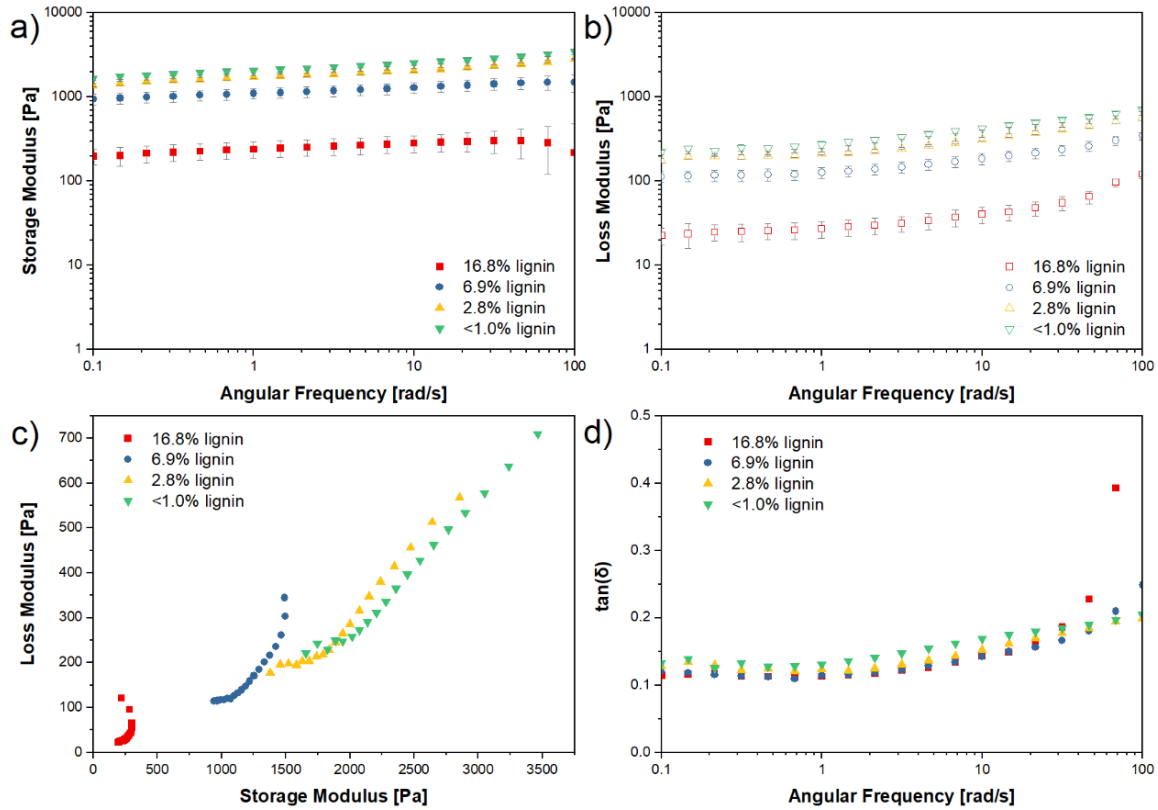 a)
10000
1000
100
10
1
Storage Modulus [Pa]
16.8% lignin
6.9% lignin
2.8% lignin
<1.0% lignin
0.1
1
10
100
Angular Frequency [rad/s]
b)
10000
1000
100
10
1
Loss Modulus [Pa]
16.8% lignin
6.9% lignin
2.8% lignin
<1.0% lignin
0.1
1
10
100
Angular Frequency [rad/s]
c)
700
600
500
400
300
200
100
0
Loss Modulus [Pa]
16.8% lignin
6.9% lignin
2.8% lignin
<1.0% lignin
0
500
1000
1500
2000
2500
3000
3500
Storage Modulus [Pa]
d)
0.5
0.4
0.3
0.2
0.1
0.0
tan(δ)
16.8% lignin
6.9% lignin
2.8% lignin
<1.0% lignin
0.1
1
10
100
Angular Frequency [rad/s]